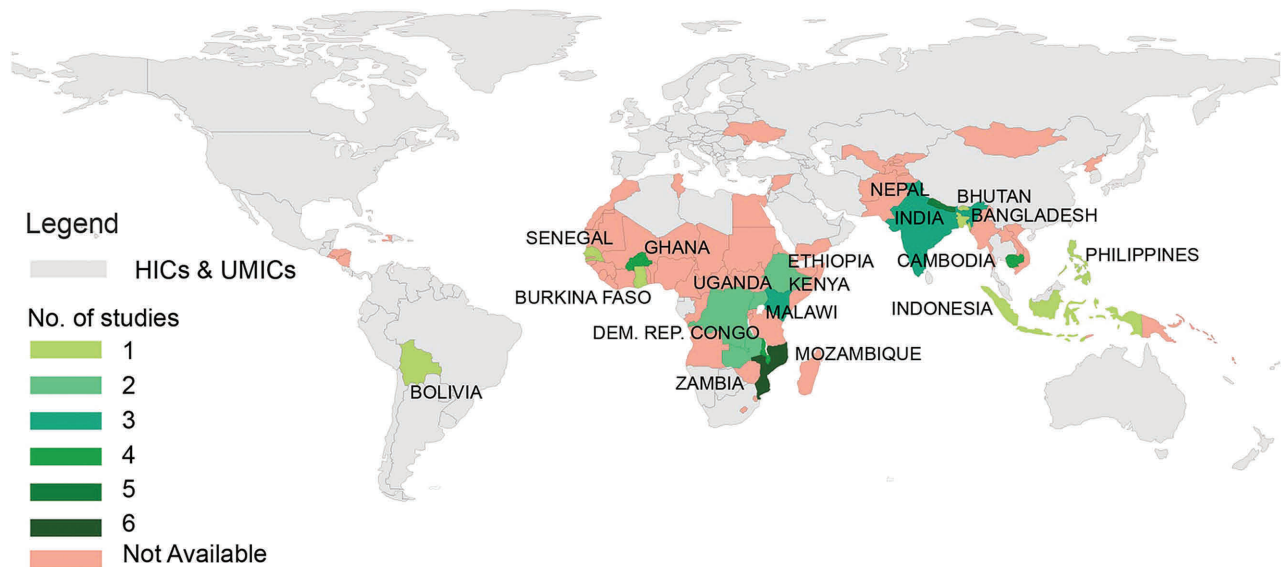 NEPAL
BHUTAN
Legend
INDIA
BANGLADESH
SENEGAL
GHANA
ETHIOPIA
CAMBODIA
PHILIPPINES
HICs & UMICs
UGANDA
KENYA
BURKINA FASO
INDONESIA
MALAWI
No. of studies
DEM. REP. CONGO
1
MOZAMBIQUE
2
ZAMBIA
BOLIVIA
3
4
5
6
Not Available